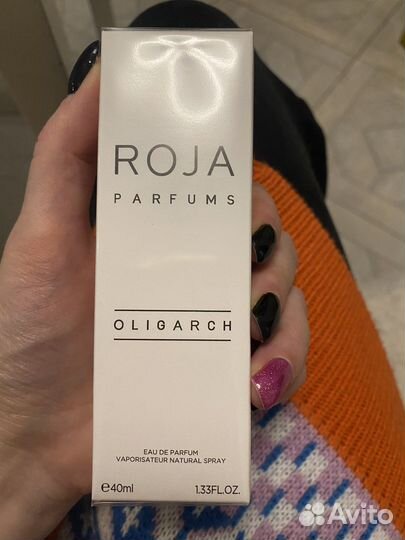 ROJA
PARFUMS
OLIGARCH
EAU DE PARFUM
VAPORISATEUR NATURAL SPRAY
℮40ml 1.33FL.OZ.
Avito